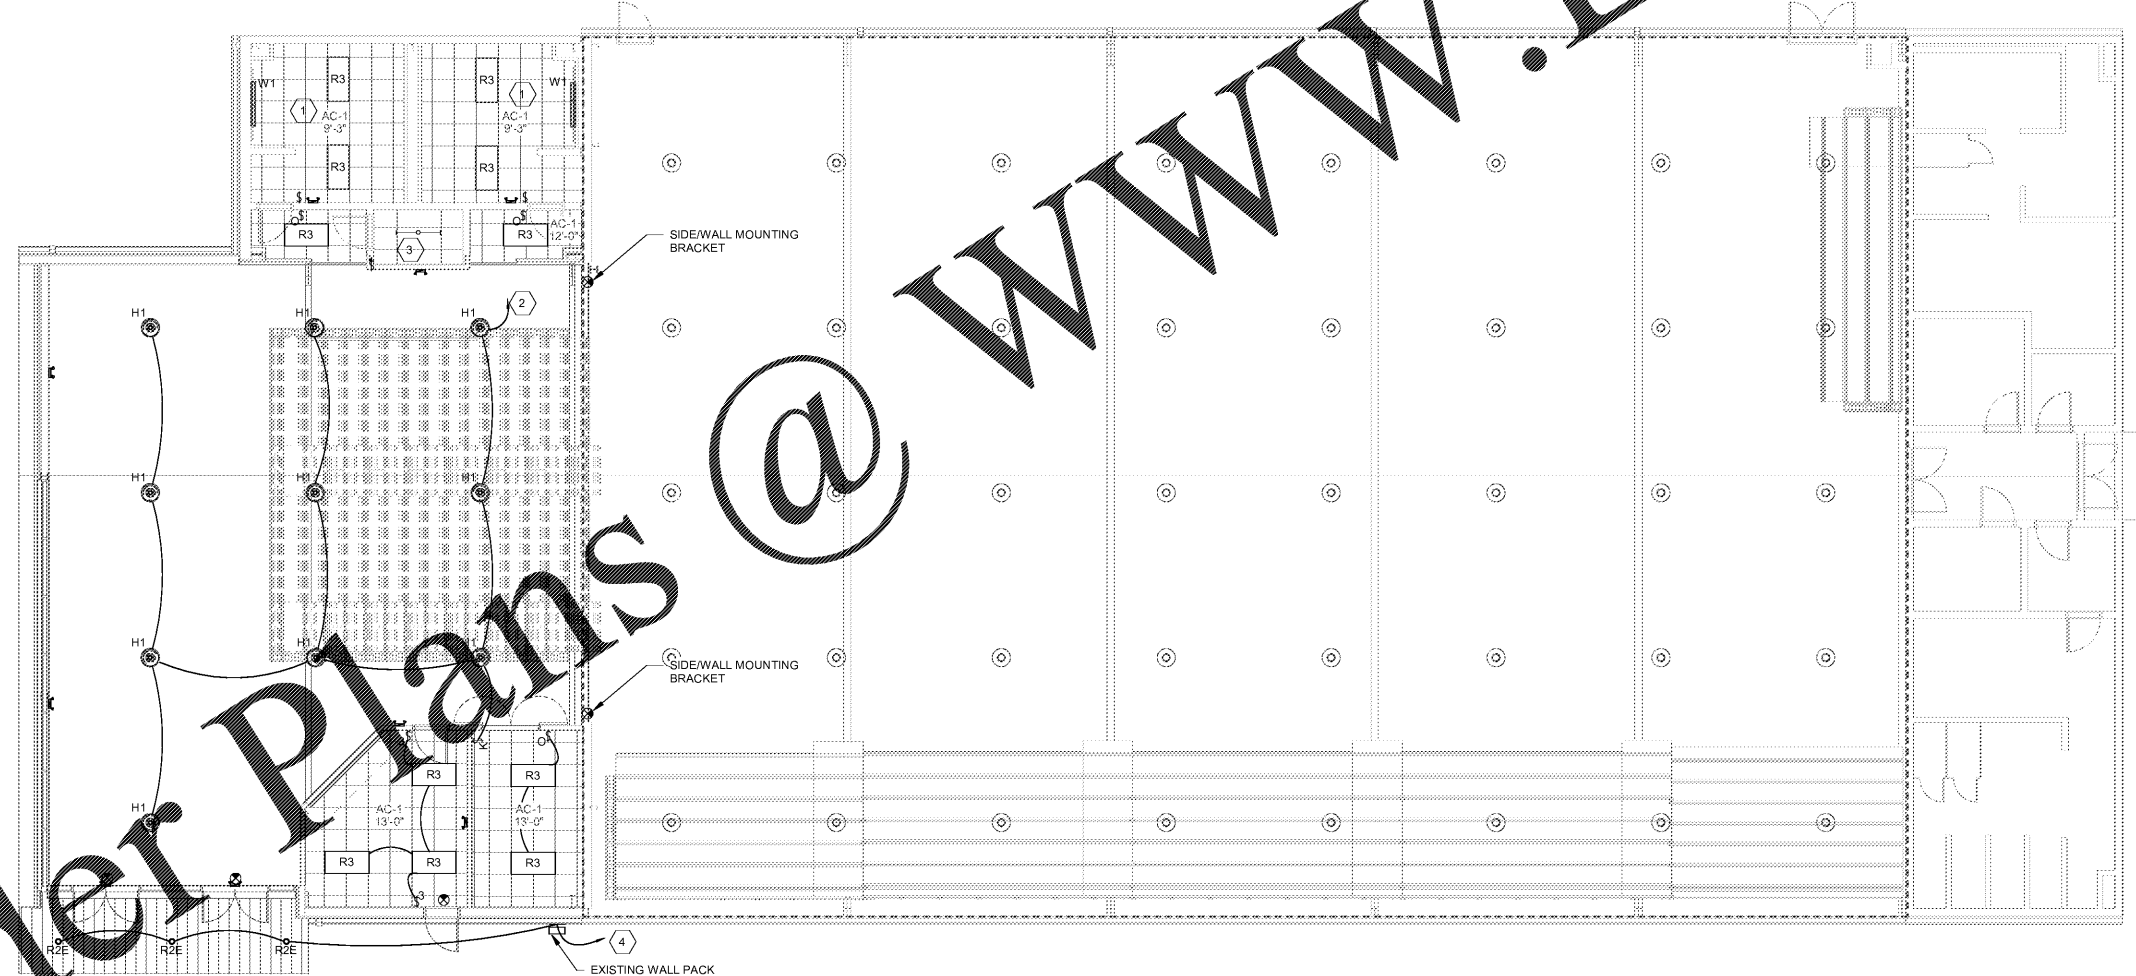 R3
R3
W1
W1
1
1
AC-1
9'-3"
AC-1
9'-3"
R3
R3
$
$
$
$
R3
R3
AC-1
12'-0"
3
SIDE/WALL MOUNTING
BRACKET
H1
H1
H1
2
H1
H1
H1
H1
H1
SIDE/WALL MOUNTING
BRACKET
K
R3
R3
H1
AC-1
13'-0"
AC-1
13'-0"
R3
R3
R3
3
R2E
R2E
R2E
4
EXISTING WALL PACK
ler Plans @ www.